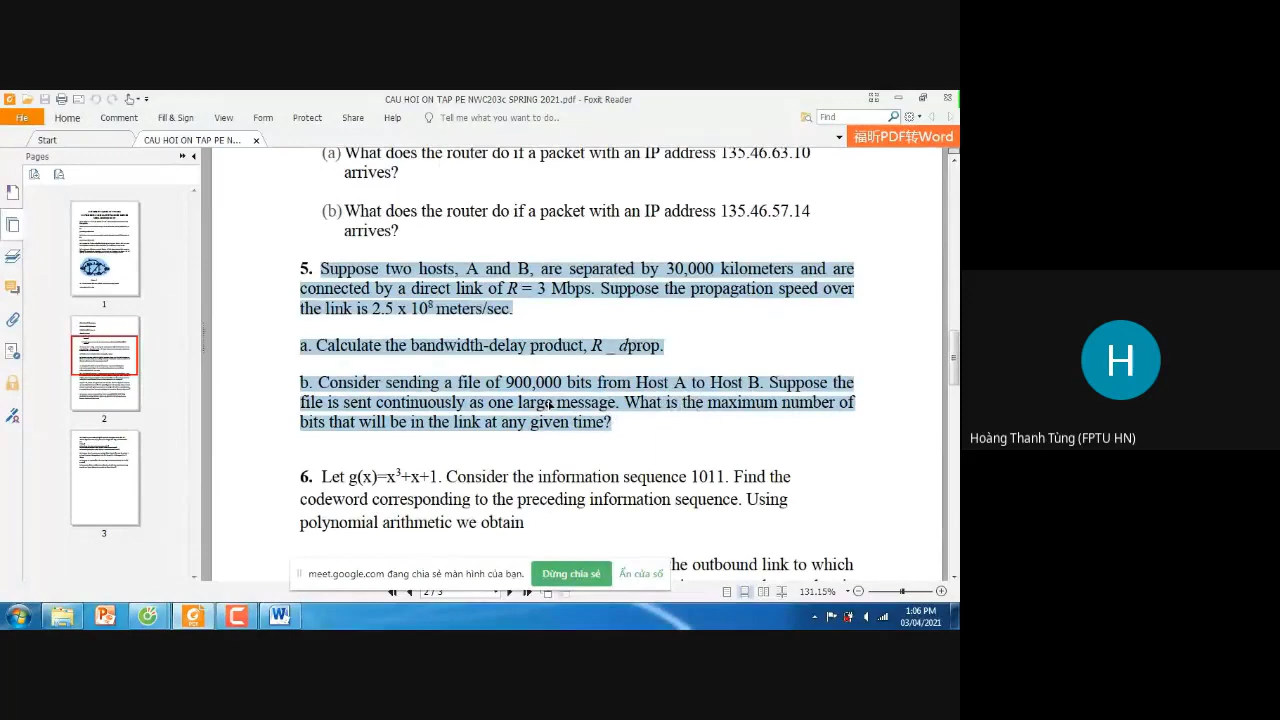 CAU HOI ON TAP PE NWC203c SPRING 2021.pdf - Foxit Reader
File Home Comment Fill & Sign View Form Protect Share Help Tell me what you want to do.. Find
Start CAU HOI ON TAP PE NWC203c SPRING N...
福昕PDF转Word
Pages
1
2
3
(a) What does the router do if a packet with an IP address 135.46.63.10
arrives?
(b) What does the router do if a packet with an IP address 135.46.57.14
arrives?
5. Suppose two hosts, A and B, are separated by 30,000 kilometers and are
connected by a direct link of R = 3 Mbps. Suppose the propagation speed over
the link is 2.5 x 10⁸ meters/sec.
a. Calculate the bandwidth-delay product, R _ dprop.
b. Consider sending a file of 900,000 bits from Host A to Host B. Suppose the
file is sent continuously as one large message. What is the maximum number of
bits that will be in the link at any given time?
6. Let g(x)=x³+x+1. Consider the information sequence 1011. Find the
codeword corresponding to the preceding information sequence. Using
polynomial arithmetic we obtain
he outbound link to which
meet.google.com đang chia sẻ màn hình của bạn. Dừng chia sẻ Ẩn cửa sổ
2 / 3
131.15%
1:06 PM
03/04/2021
H
Hoàng Thanh Tùng (FPTU HN)